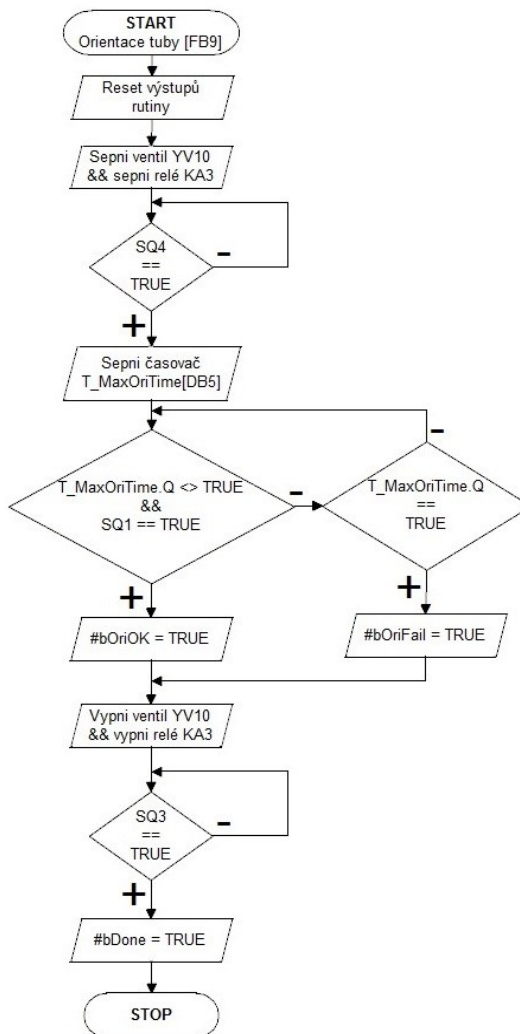 START
Orientace tuby [FB9]
Reset výstupů
rutiny
Sepni ventil YV10
&& sepni relé KA3
SQ4
==
TRUE
-
+
Sepni časovač
T_MaxOriTime[DB5]
T_MaxOriTime.Q <> TRUE
&&
SQ1 == TRUE
-
+
T_MaxOriTime.Q
==
TRUE
-
+
#bOriOK = TRUE
#bOriFail = TRUE
Vypni ventil YV10
&& vypni relé KA3
SQ3
==
TRUE
-
+
#bDone = TRUE
STOP